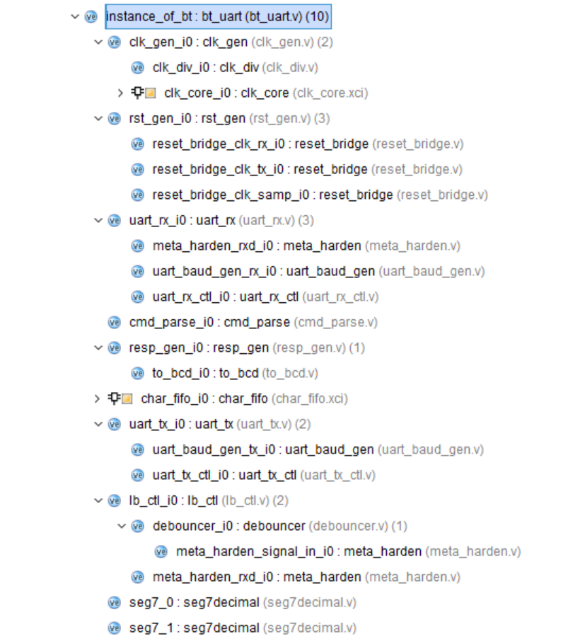 instance_of_bt : bt_uart (bt_uart.v) (10)
clk_gen_i0 : clk_gen (clk_gen.v) (2)
clk_div_i0 : clk_div (clk_div.v)
clk_core_i0 : clk_core (clk_core.xci)
rst_gen_i0 : rst_gen (rst_gen.v) (3)
reset_bridge_clk_rx_i0 : reset_bridge (reset_bridge.v)
reset_bridge_clk_tx_i0 : reset_bridge (reset_bridge.v)
reset_bridge_clk_samp_i0 : reset_bridge (reset_bridge.v)
uart_rx_i0 : uart_rx (uart_rx.v) (3)
meta_harden_rxd_i0 : meta_harden (meta_harden.v)
uart_baud_gen_rx_i0 : uart_baud_gen (uart_baud_gen.v)
uart_rx_ctl_i0 : uart_rx_ctl (uart_rx_ctl.v)
cmd_parse_i0 : cmd_parse (cmd_parse.v)
resp_gen_i0 : resp_gen (resp_gen.v) (1)
to_bcd_i0 : to_bcd (to_bcd.v)
char_fifo_i0 : char_fifo (char_fifo.xci)
uart_tx_i0 : uart_tx (uart_tx.v) (2)
uart_baud_gen_tx_i0 : uart_baud_gen (uart_baud_gen.v)
uart_tx_ctl_i0 : uart_tx_ctl (uart_tx_ctl.v)
lb_ctl_i0 : lb_ctl (lb_ctl.v) (2)
debouncer_i0 : debouncer (debouncer.v) (1)
meta_harden_signal_in_i0 : meta_harden (meta_harden.v)
meta_harden_rxd_i0 : meta_harden (meta_harden.v)
seg7_0 : seg7decimal (seg7decimal.v)
seg7_1 : seg7decimal (seg7decimal.v)